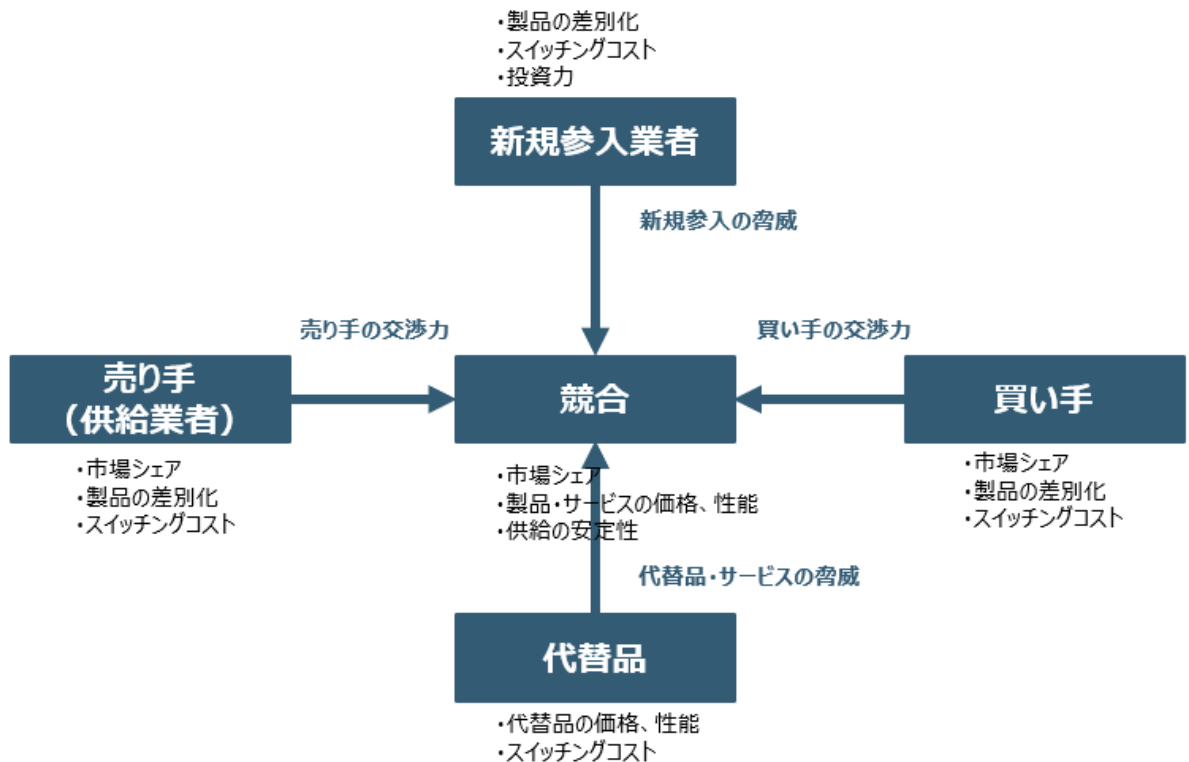 ・製品の差別化
・スイッチングコスト
・投資力
新規参入業者
新規参入の脅威
売り手の交渉力
買い手の交渉力
売り手
（供給業者）
競合
買い手
・市場シェア
・製品の差別化
・スイッチングコスト
・市場シェア
・製品・サービスの価格、性能
・供給の安定性
・市場シェア
・製品の差別化
・スイッチングコスト
代替品・サービスの脅威
代替品
・代替品の価格、性能
・スイッチングコスト